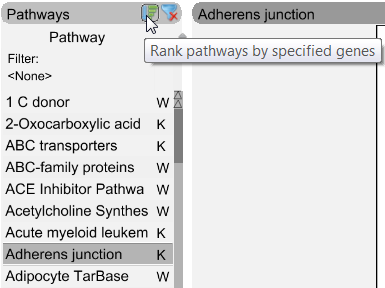 Pathways
Adherens junction
Rank pathways by specified genes
Pathway
Filter:
<None>
1 C donor W
2-Oxocarboxylic acid K
ABC transporters K
ABC-family proteins W
ACE Inhibitor Pathwa W
Acetylcholine Synthes W
Acute myeloid leukem K
Adherens junction K
Adipocyte TarBase W